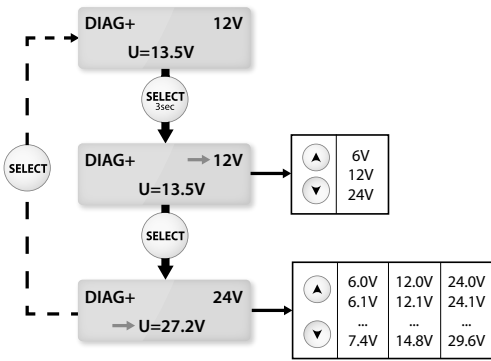 DIAG+ 12V
U=13.5V
SELECT
3sec
SELECT
DIAG+ → 12V
U=13.5V
6V
12V
24V
SELECT
DIAG+ 24V
→ U=27.2V
6.0V 12.0V 24.0V
6.1V 12.1V 24.1V
... ... ...
7.4V 14.8V 29.6V